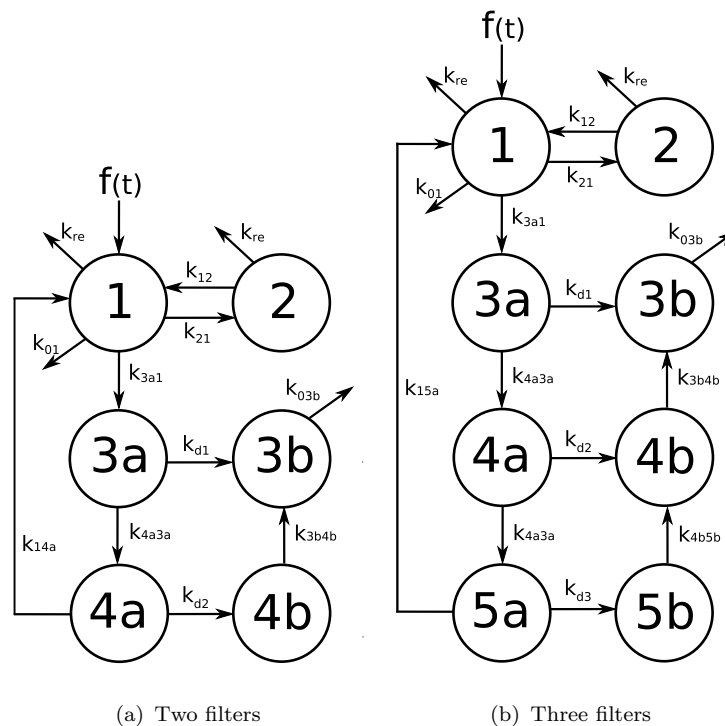 f(t)
k_re
k_re
k_12
1
2
k_01
k_21
k_3a1
k_03b
3a
k_d1
3b
k_14a
k_4a3a
k_3b4b
4a
k_d2
4b
(a) Two filters
f(t)
k_re
k_re
k_12
1
2
k_01
k_21
k_3a1
k_03b
3a
k_d1
3b
k_15a
k_4a3a
k_3b4b
4a
k_d2
4b
k_4a3a
k_4b5b
5a
k_d3
5b
(b) Three filters